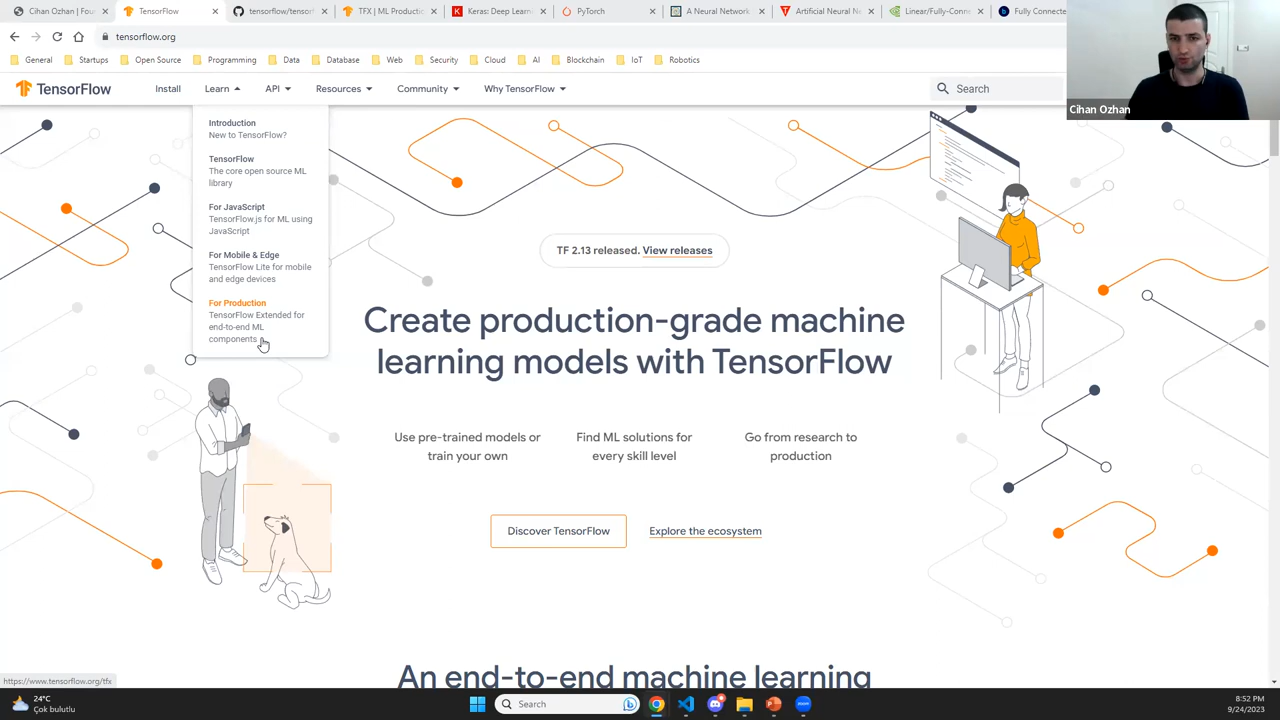 Cihan Ozhan | Foun
TensorFlow
tensorflow/tensorf
TFX | ML Production
Keras: Deep Learnin
PyTorch
A Neural Network
Artificial Neural Ne
Linear/Fully-Conne
Fully Connecte
tensorflow.org
General
Startups
Open Source
Programming
Data
Database
Web
Security
Cloud
AI
Blockchain
IoT
Robotics
Cihan Ozhan
TensorFlow
Install
Learn
API
Resources
Community
Why TensorFlow
Search
Introduction
New to TensorFlow?
TensorFlow
The core open source ML
library
For JavaScript
TensorFlow.js for ML using
JavaScript
For Mobile & Edge
TensorFlow Lite for mobile
and edge devices
For Production
TensorFlow Extended for
end-to-end ML
components
TF 2.13 released. View releases
Create production-grade machine
learning models with TensorFlow
Use pre-trained models or
train your own
Find ML solutions for
every skill level
Go from research to
production
Discover TensorFlow
Explore the ecosystem
An end-to-end machine learning
https://www.tensorflow.org/tfx
24°C
Çok bulutlu
Search
8:52 PM
9/24/2023